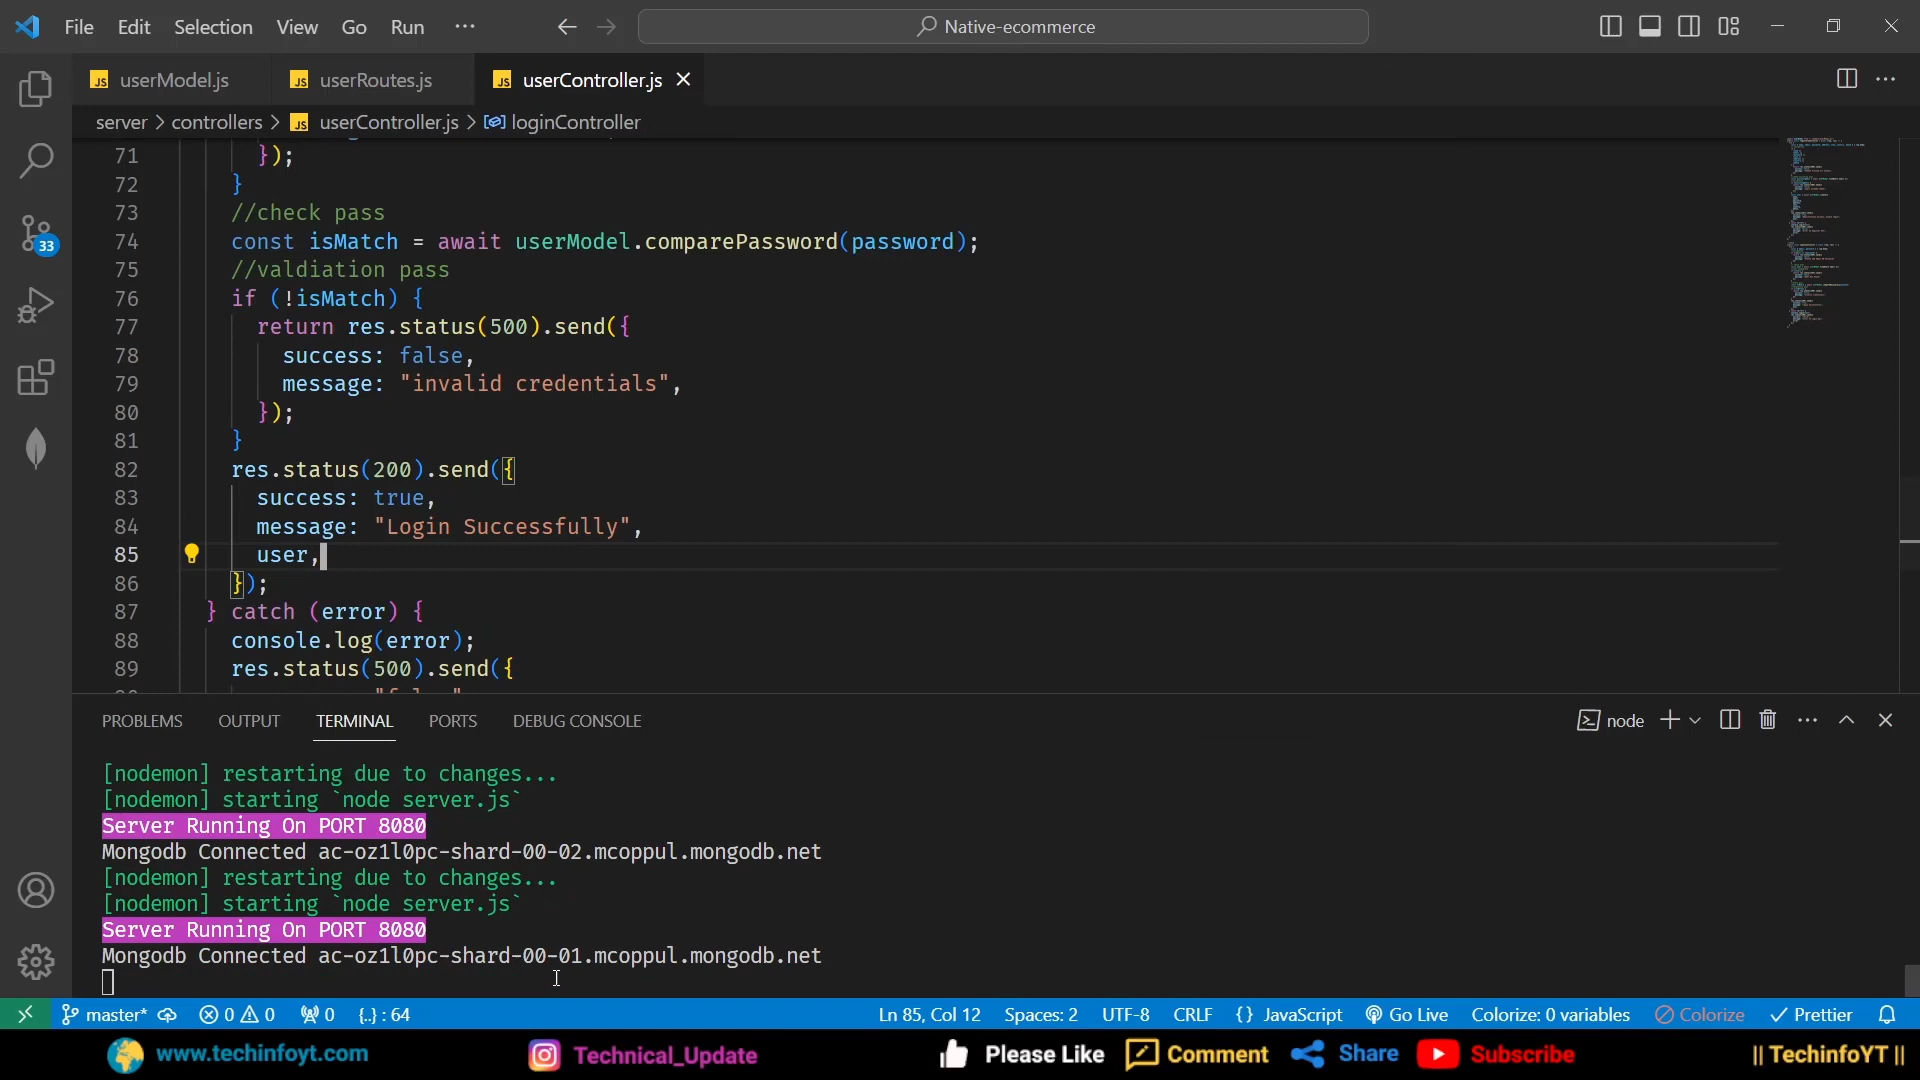 File Edit Selection View Go Run ··· Native-ecommerce
JS userModel.js JS userRoutes.js JS userController.js
server > controllers > JS userController.js > loginController
71 });
72 }
73 //check pass
74 const isMatch = await userModel.comparePassword(password);
75 //valdiation pass
76 if (!isMatch) {
77 return res.status(500).send({
78 success: false,
79 message: "invalid credentials",
80 });
81 }
82 res.status(200).send({
83 success: true,
84 message: "Login Successfully",
85 user,
86 });
87 } catch (error) {
88 console.log(error);
89 res.status(500).send({
33
PROBLEMS OUTPUT TERMINAL PORTS DEBUG CONSOLE node
[nodemon] restarting due to changes...
[nodemon] starting `node server.js`
Server Running On PORT 8080
Mongodb Connected ac-oz1l0pc-shard-00-02.mcoppul.mongodb.net
[nodemon] restarting due to changes...
[nodemon] starting `node server.js`
Server Running On PORT 8080
Mongodb Connected ac-oz1l0pc-shard-00-01.mcoppul.mongodb.net
master* 0 0 0 {..} : 64 Ln 85, Col 12 Spaces: 2 UTF-8 CRLF {} JavaScript Go Live Colorize: 0 variables Colorize Prettier
www.techinfoyt.com Technical_Update Please Like Comment Share Subscribe || TechinfoYT ||